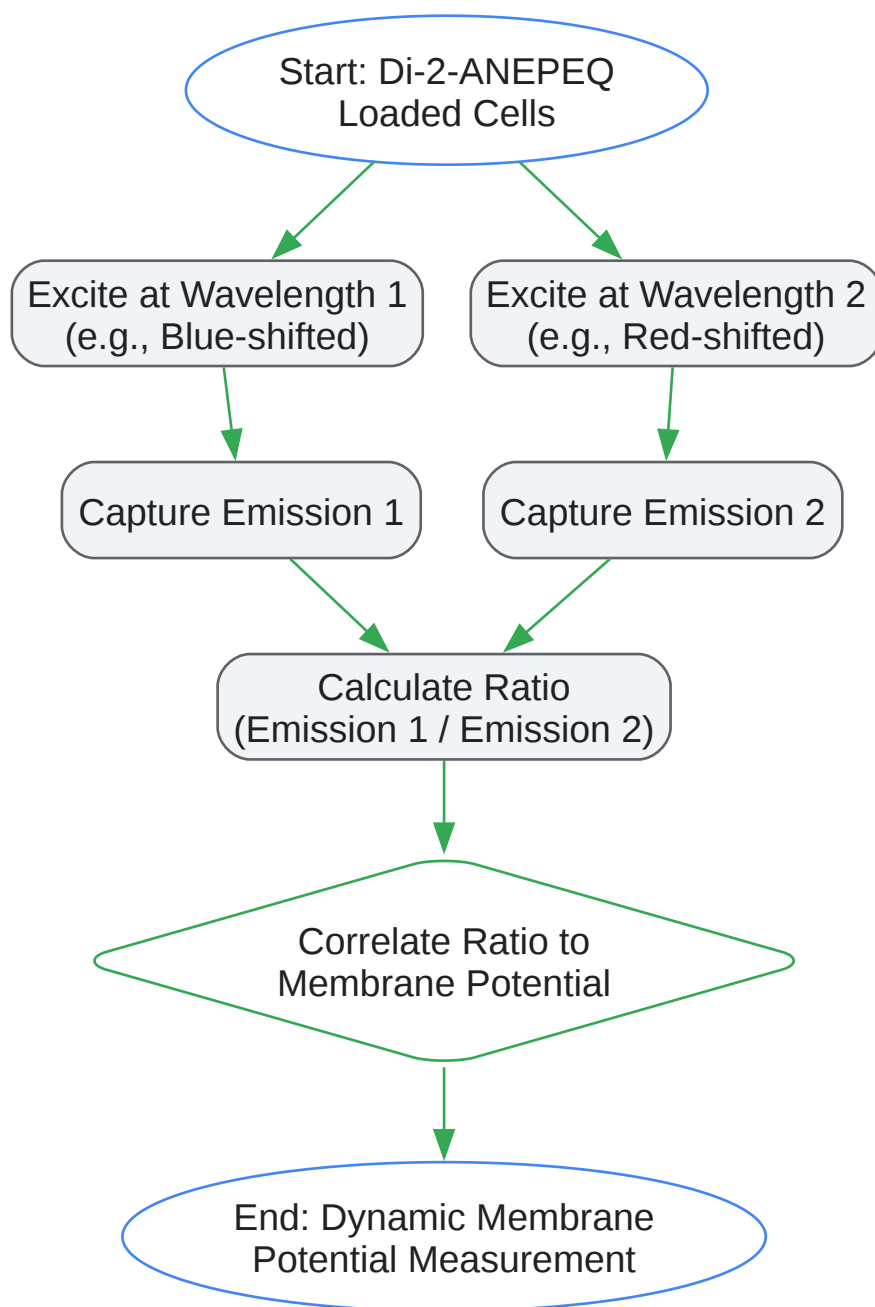 Start: Di-2-ANEPEQ
Loaded Cells
Excite at Wavelength 1
(e.g., Blue-shifted)
Excite at Wavelength 2
(e.g., Red-shifted)
Capture Emission 1
Capture Emission 2
Calculate Ratio
(Emission 1 / Emission 2)
Correlate Ratio to
Membrane Potential
End: Dynamic Membrane
Potential Measurement